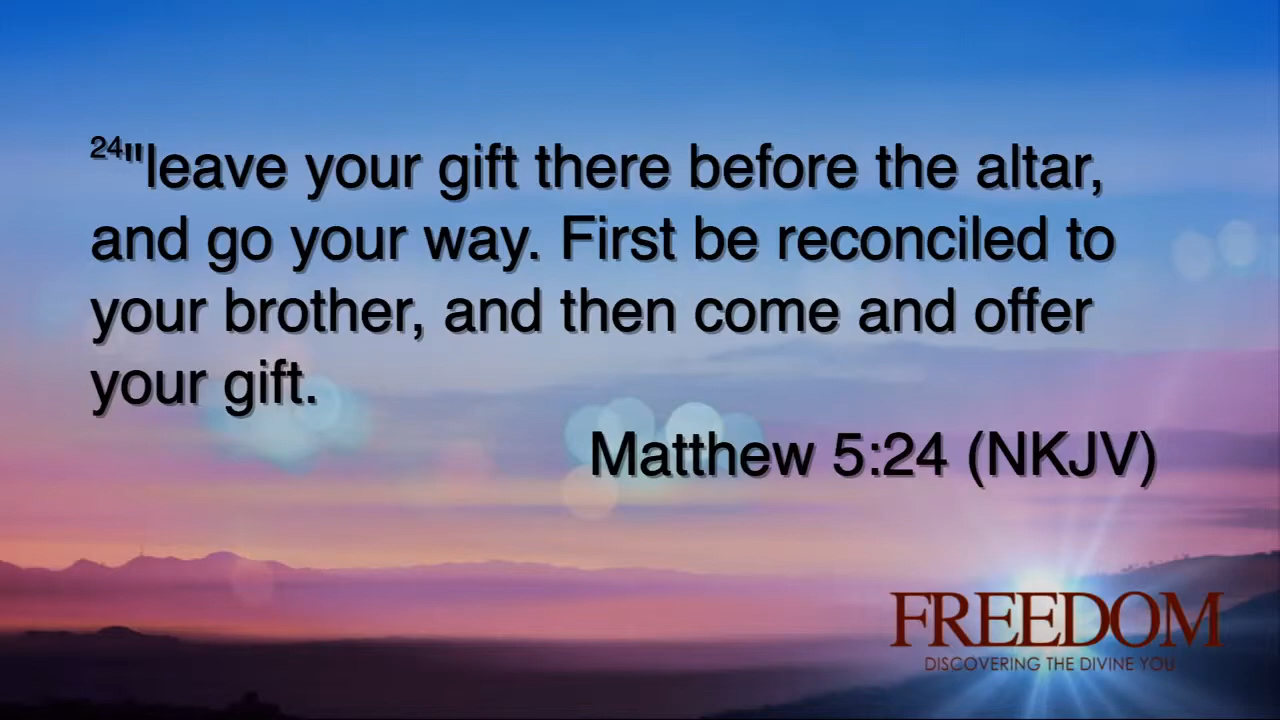 24"leave your gift there before the altar,
and go your way. First be reconciled to
your brother, and then come and offer
your gift.
Matthew 5:24 (NKJV)
FREEDOM
DISCOVERING THE DIVINE YOU